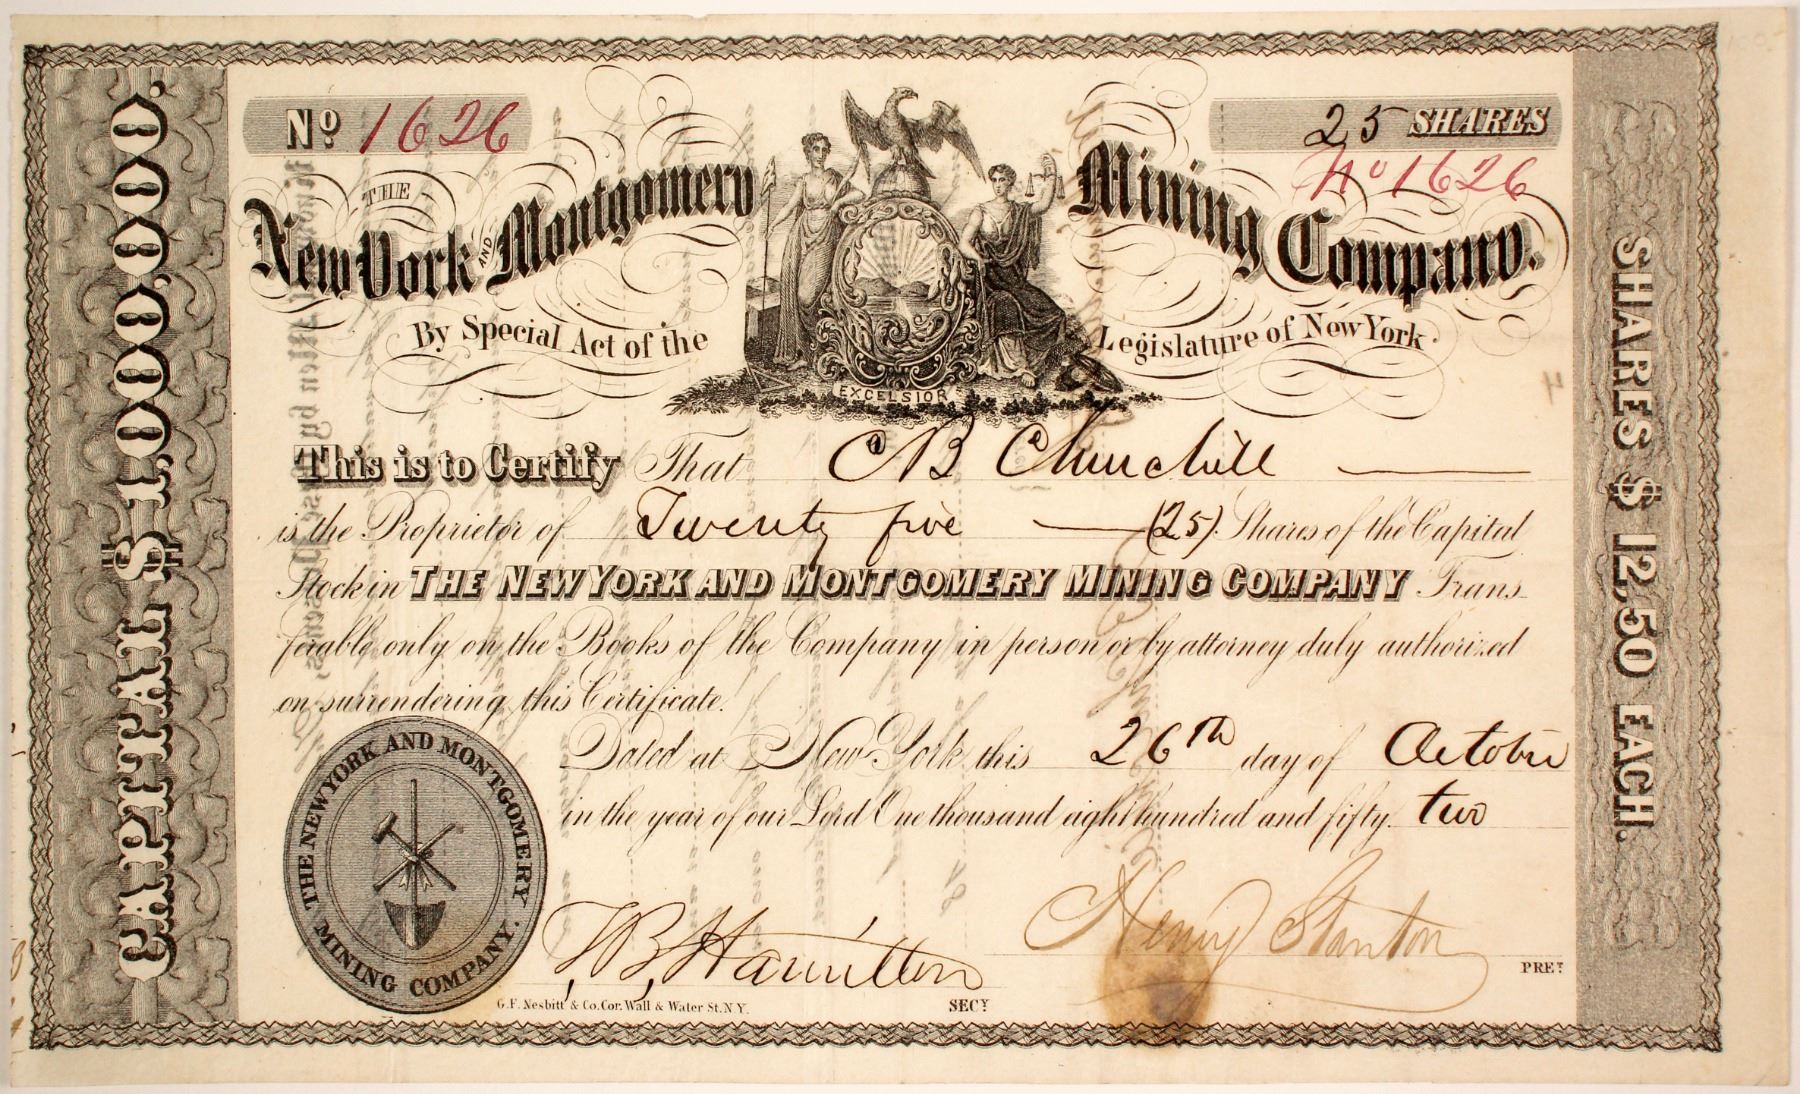 No. 1626
25 SHARES
No 1626
THE
New York AND Montgomery Mining Company.
By Special Act of the Legislature of New York.
EXCELSIOR
This is to Certify That C B Churchill
is the Proprietor of Twenty five (25) Shares of the Capital
Stock in THE NEW YORK AND MONTGOMERY MINING COMPANY Trans
ferable only on the Books of the Company in person or by attorney duly authorized
on surrendering this Certificate.
Dated at New York this 26th day of October
in the year of our Lord One thousand eight hundred and fifty two
THE NEW YORK AND MONTGOMERY MINING COMPANY.
J, B, Hamilton
SECY
Henry Stanton
PREt
G. F. Nesbitt & Co. Cor. Wall & Water St. N.Y.
CAPITAL $1,000,000.
SHARES $ 12,50 EACH.